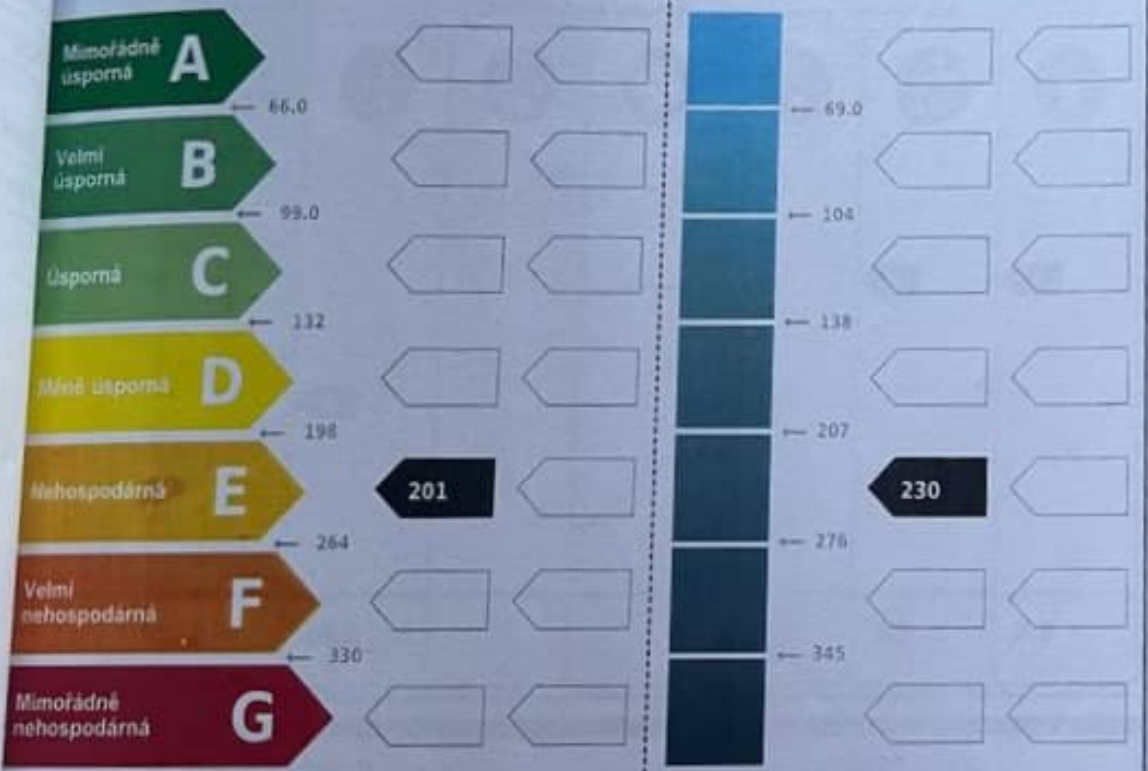 Mimořádně
úsporná
A
← 66.0
← 69.0
Velmi
úsporná
B
← 99.0
← 104
Úsporná
C
← 132
← 138
Méně úsporná
D
← 198
← 207
Nehospodárná
E
201
230
← 264
← 276
Velmi
nehospodárná
F
← 330
← 345
Mimořádně
nehospodárná
G